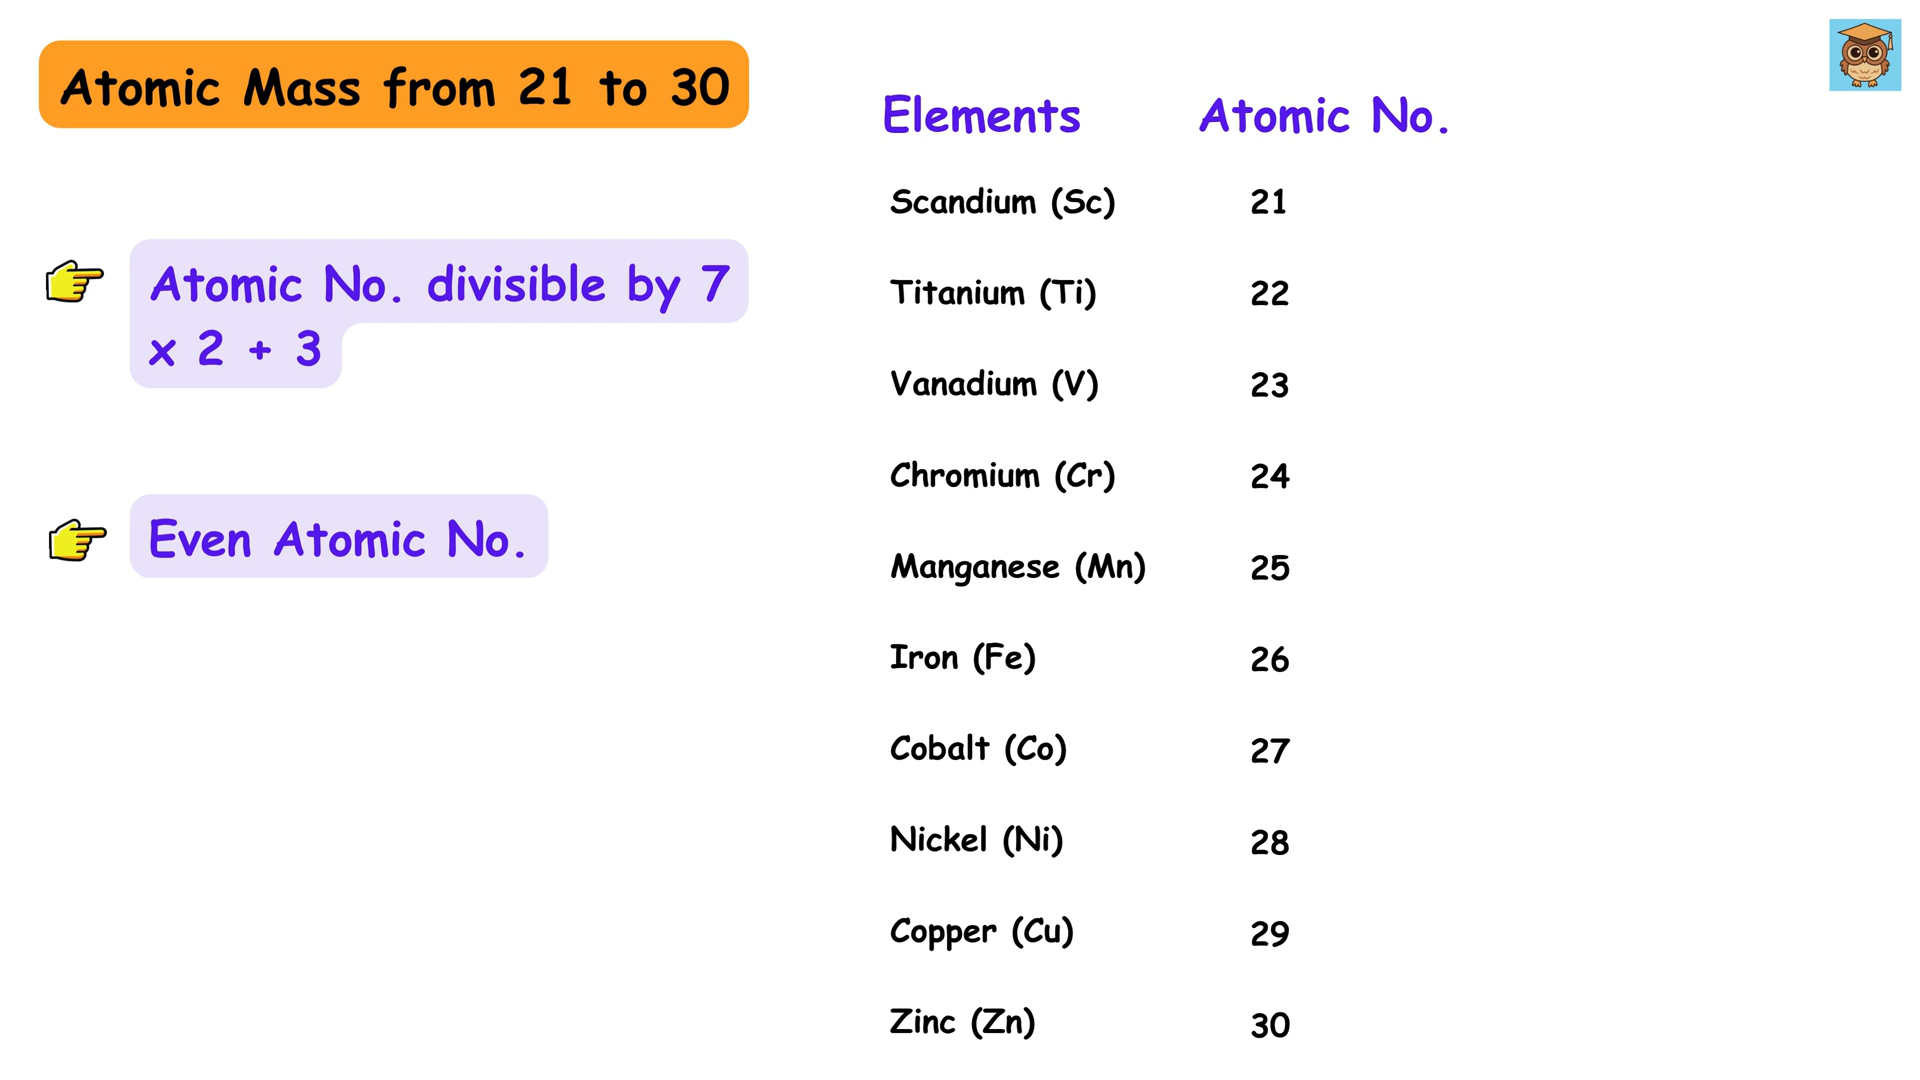 Atomic Mass from 21 to 30
Atomic No. divisible by 7
x 2 + 3
Even Atomic No.
Elements Atomic No.
Scandium (Sc) 21
Titanium (Ti) 22
Vanadium (V) 23
Chromium (Cr) 24
Manganese (Mn) 25
Iron (Fe) 26
Cobalt (Co) 27
Nickel (Ni) 28
Copper (Cu) 29
Zinc (Zn) 30